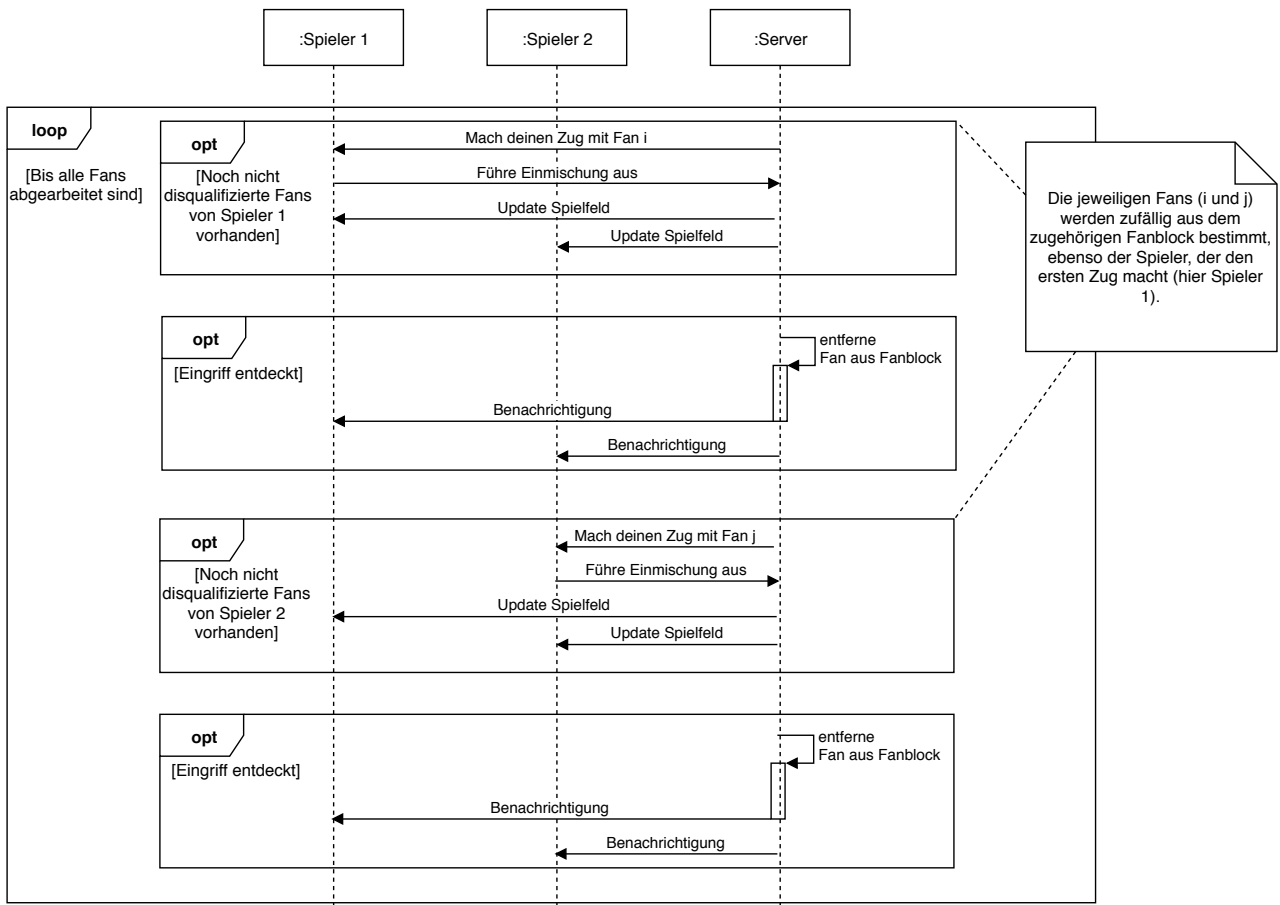 :Spieler 1
:Spieler 2
:Server
loop
[Bis alle Fans
abgearbeitet sind]
opt
[Noch nicht
disqualifizierte Fans
von Spieler 1
vorhanden]
Mach deinen Zug mit Fan i
Führe Einmischung aus
Update Spielfeld
Update Spielfeld
Die jeweiligen Fans (i und j)
werden zufällig aus dem
zugehörigen Fanblock bestimmt,
ebenso der Spieler, der den
ersten Zug macht (hier Spieler
1).
opt
[Eingriff entdeckt]
entferne
Fan aus Fanblock
Benachrichtigung
Benachrichtigung
opt
[Noch nicht
disqualifizierte Fans
von Spieler 2
vorhanden]
Mach deinen Zug mit Fan j
Führe Einmischung aus
Update Spielfeld
Update Spielfeld
opt
[Eingriff entdeckt]
entferne
Fan aus Fanblock
Benachrichtigung
Benachrichtigung